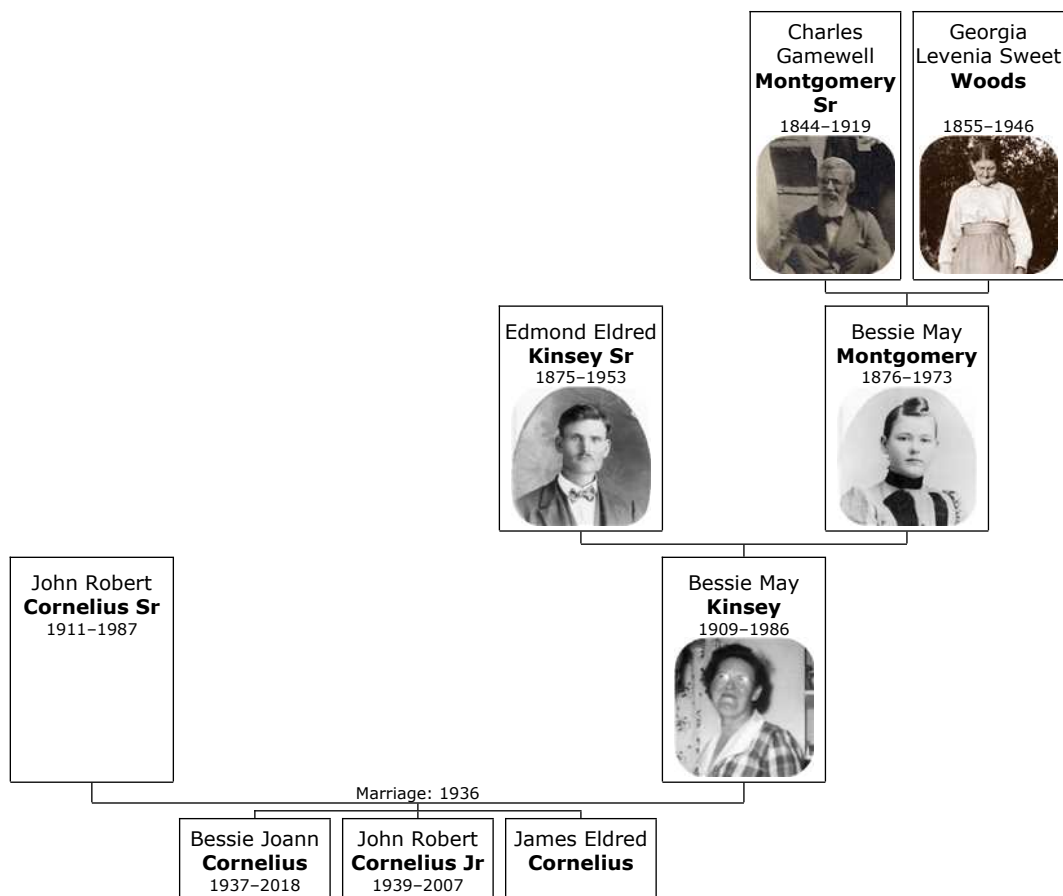 Charles
Gamewell
Montgomery
Sr
1844–1919
Georgia
Levenia Sweet
Woods
1855–1946
Edmond Eldred
Kinsey Sr
1875–1953
Bessie May
Montgomery
1876–1973
John Robert
Cornelius Sr
1911–1987
Bessie May
Kinsey
1909–1986
Marriage: 1936
Bessie Joann
Cornelius
1937–2018
John Robert
Cornelius Jr
1939–2007
James Eldred
Cornelius